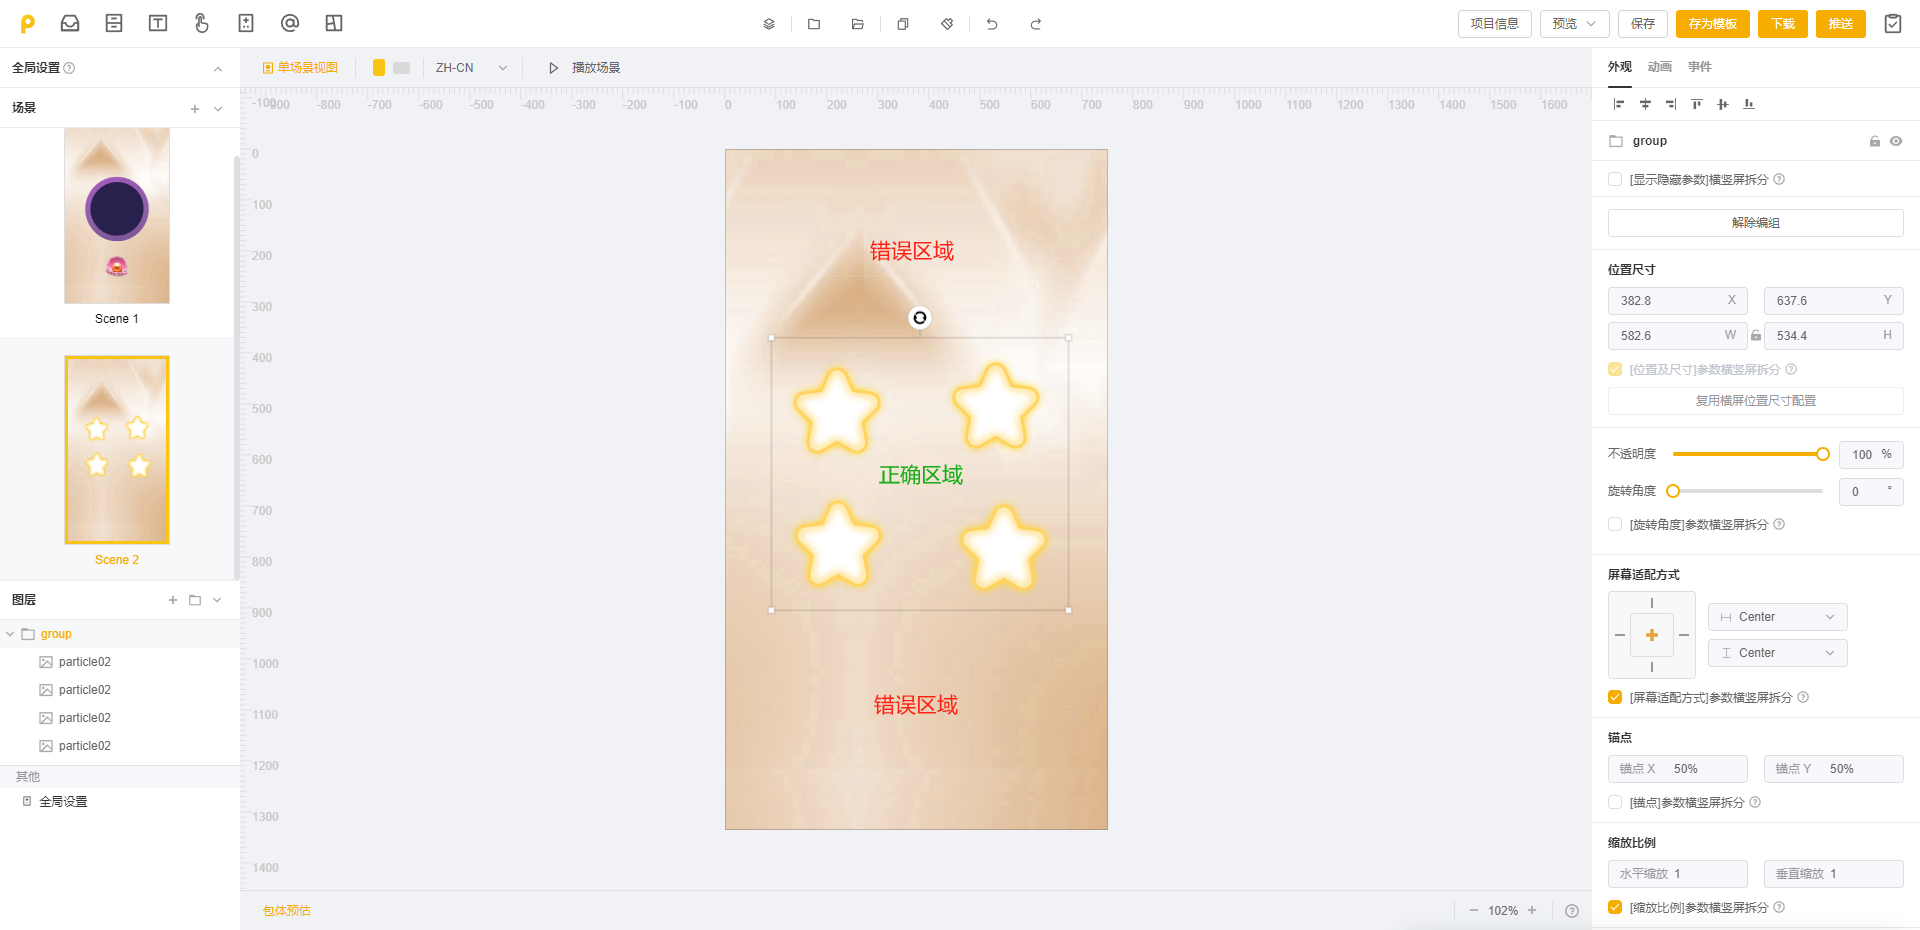 项目信息
预览
保存
存为模板
下载
推送
全局设置
场景
Scene 1
Scene 2
图层
group
particle02
particle02
particle02
particle02
其他
全局设置
单场景视图
ZH-CN
播放场景
-800 -700 -600 -500 -400 -300 -200 -100 0 100 200 300 400 500 600 700 800 900 1000 1100 1200 1300 1400 1500 1600
-100
0
100
200
300
400
500
600
700
800
900
1000
1100
1200
1300
1400
错误区域
正确区域
错误区域
包体预估
102%
外观 动画 事件
group
[显示隐藏参数]横竖屏拆分
解除编组
位置尺寸
382.8 X 637.6 Y
582.6 W 534.4 H
[位置及尺寸]参数横竖屏拆分
复用横屏位置尺寸配置
不透明度 100 %
旋转角度 0 °
[旋转角度]参数横竖屏拆分
屏幕适配方式
Center
Center
[屏幕适配方式]参数横竖屏拆分
锚点
锚点 X 50% 锚点 Y 50%
[锚点]参数横竖屏拆分
缩放比例
水平缩放 1 垂直缩放 1
[缩放比例]参数横竖屏拆分